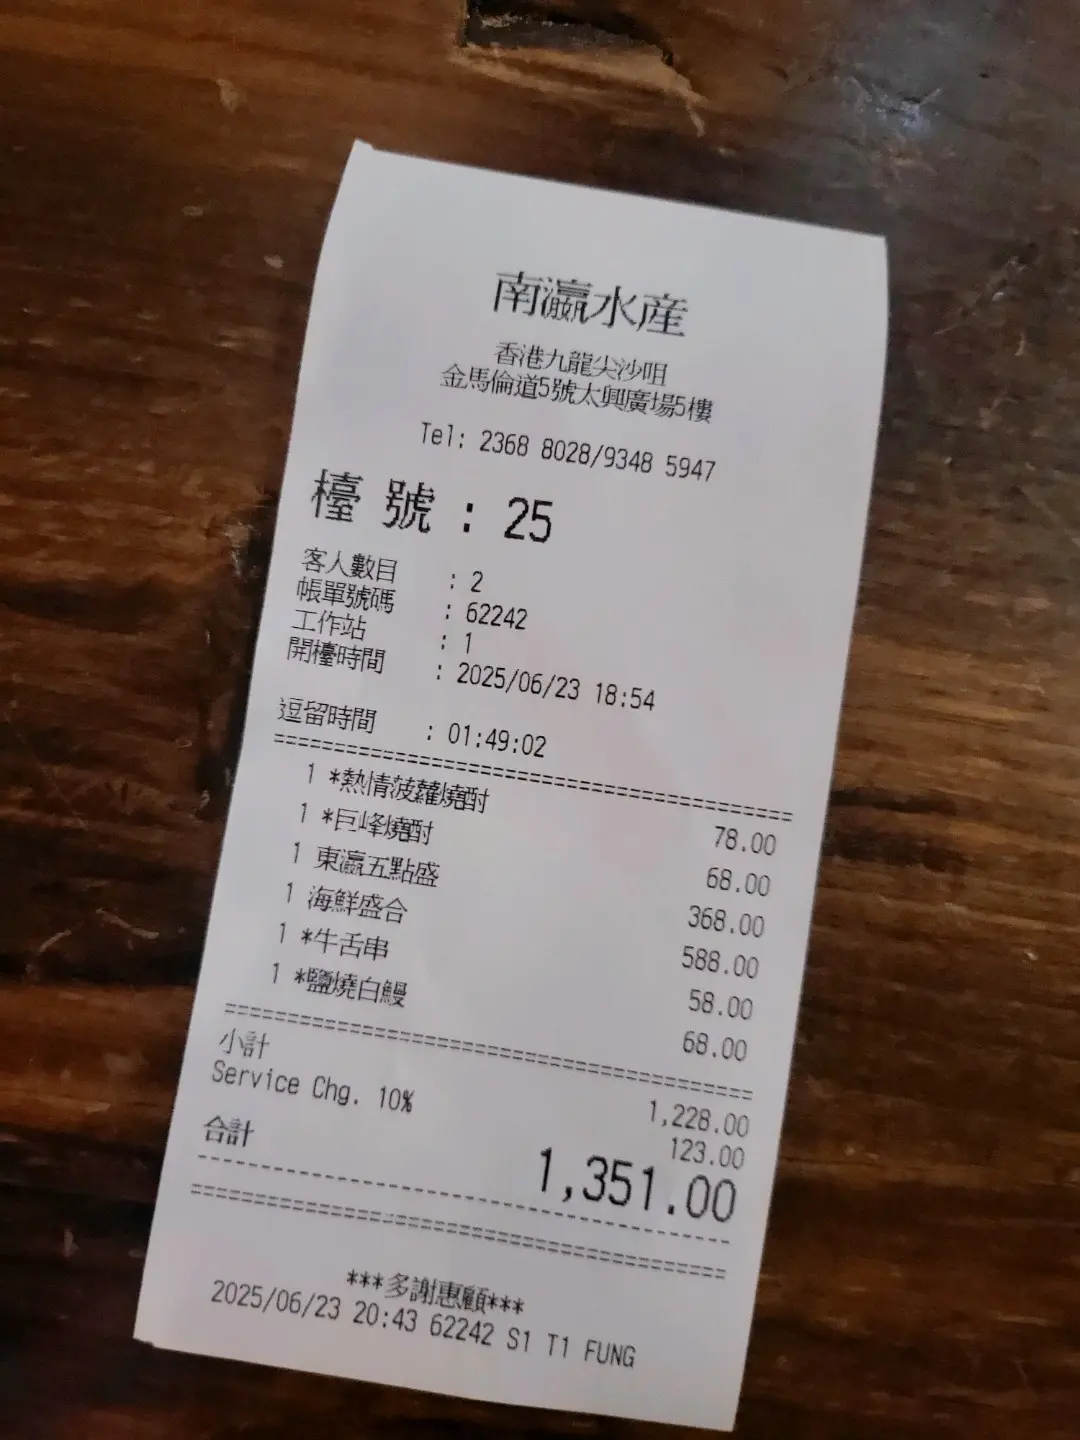 南瀛水産
香港九龍尖沙咀
金馬倫道5號太興廣場5樓
Tel: 2368 8028/9348 5947
檯 號 : 25
客人數目 : 2
帳單號碼 : 62242
工作站 : 1
開檯時間 : 2025/06/23 18:54
逗留時間 : 01:49:02
1 *熱情菠蘿燒酎 78.00
1 *巨峰燒酎 68.00
1 東瀛五點盛 368.00
1 海鮮盛合 588.00
1 *牛舌串 58.00
1 *鹽燒白鰻 68.00
小計 1,228.00
Service Chg. 10% 123.00
合計 1,351.00
***多謝惠顧***
2025/06/23 20:43 62242 S1 T1 FUNG